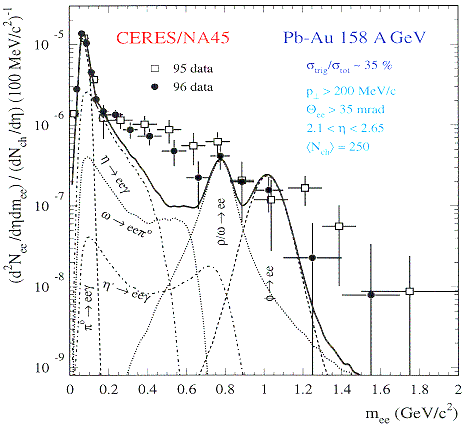 CERES/NA45
Pb-Au 158 A GeV
□ 95 data
● 96 data
σtrig/σtot ~ 35 %
p⊥ > 200 MeV/c
Θee > 35 mrad
2.1 < η < 2.65
⟨Nch⟩ = 250
(d²Nee/dηdmee) / (dNch/dη) (100 MeV/c²)⁻¹
10⁻⁵
10⁻⁶
10⁻⁷
10⁻⁸
10⁻⁹
η→eeγ
ω→eeπ°
η'→eeγ
π°→eeγ
ρ/ω→ee
φ→ee
0 0.2 0.4 0.6 0.8 1 1.2 1.4 1.6 1.8 2
mee (GeV/c²)